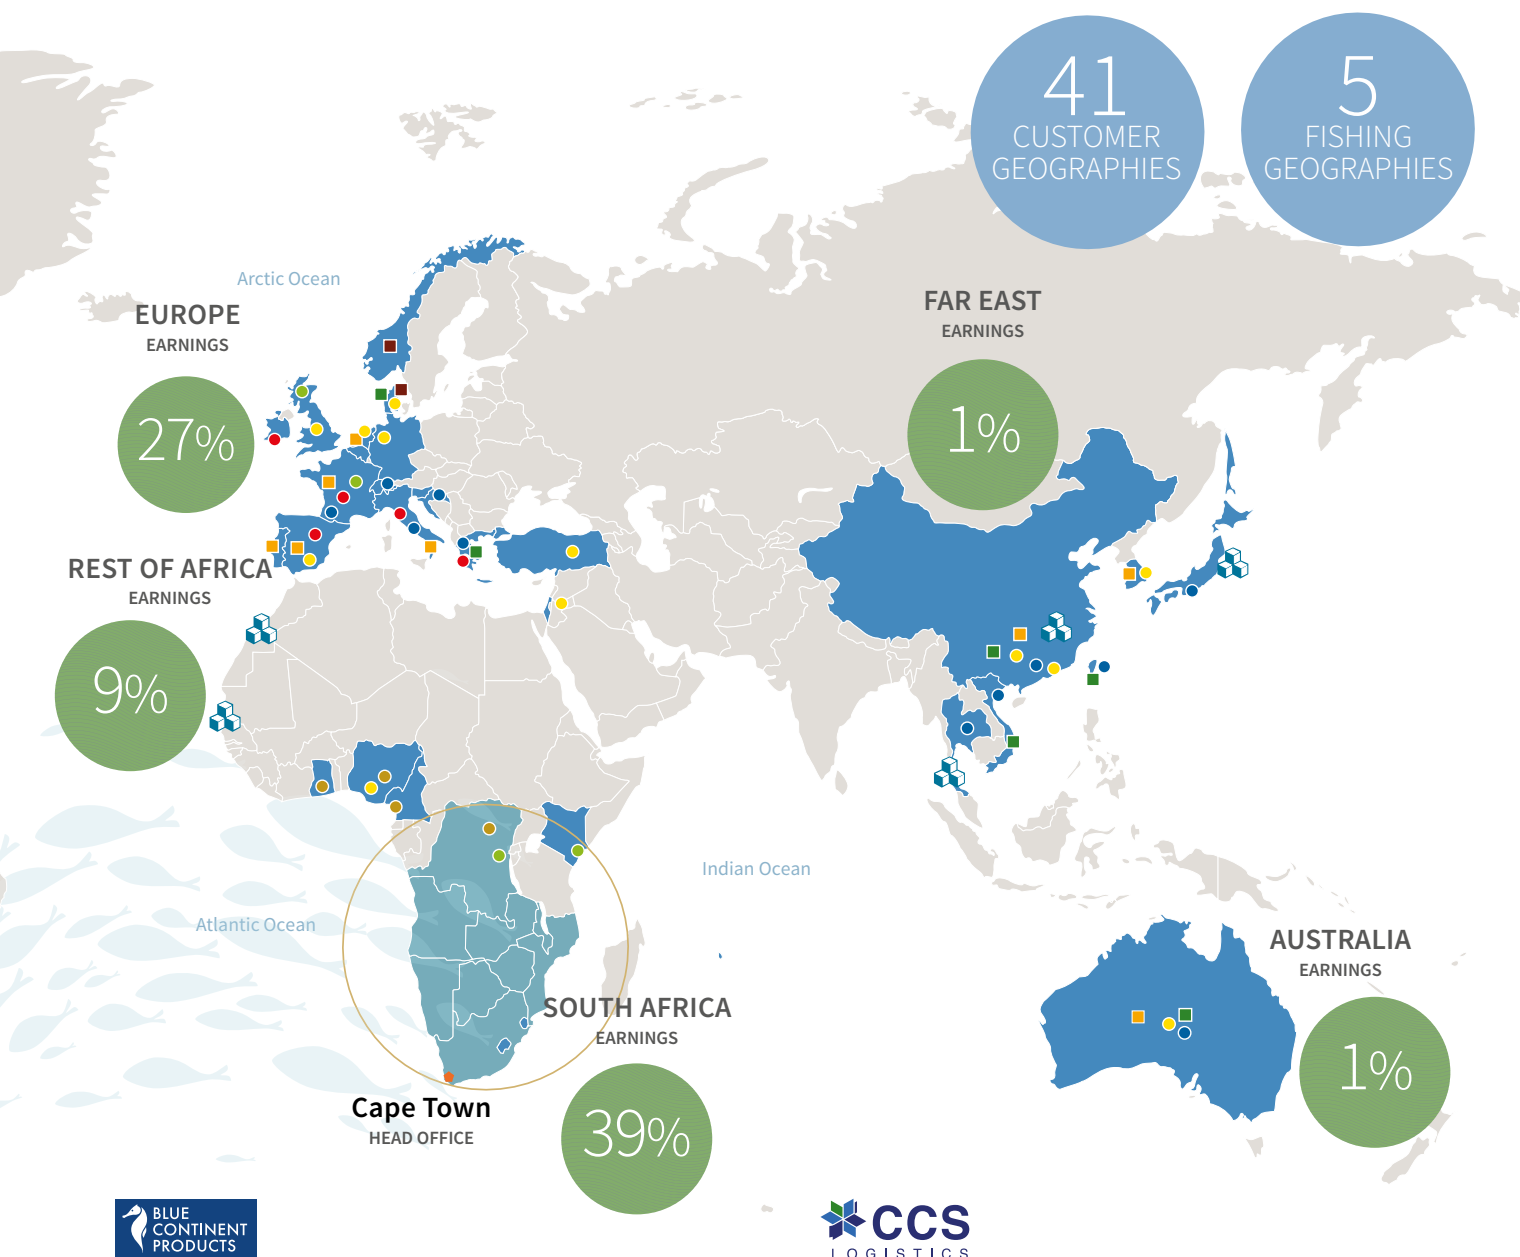 41
CUSTOMER
GEOGRAPHIES
5
FISHING
GEOGRAPHIES
Arctic Ocean
EUROPE
EARNINGS
27%
FAR EAST
EARNINGS
1%
REST OF AFRICA
EARNINGS
9%
Indian Ocean
Atlantic Ocean
AUSTRALIA
EARNINGS
1%
SOUTH AFRICA
EARNINGS
39%
Cape Town
HEAD OFFICE
BLUE
CONTINENT
PRODUCTS
CCS
LOGISTICS